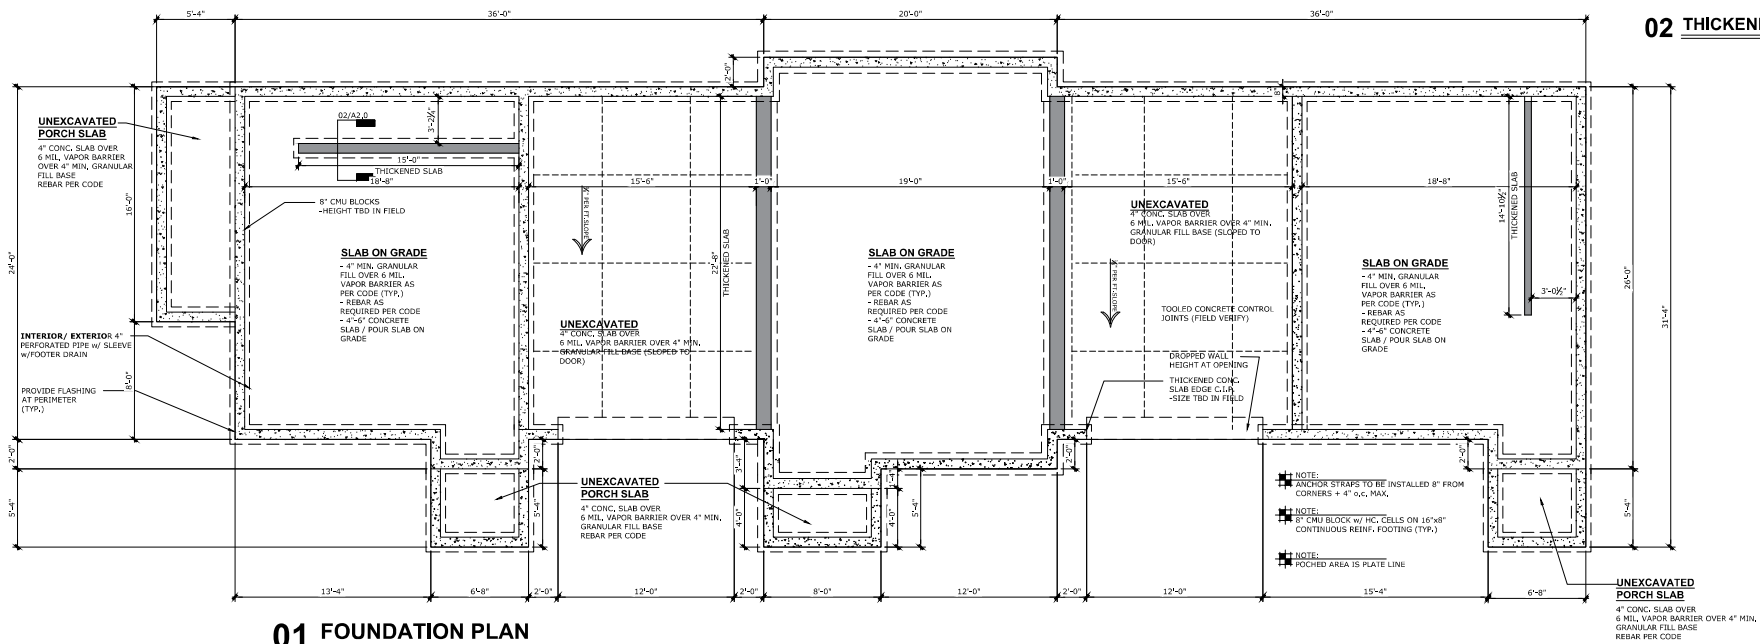 5'-4"
36'-0"
20'-0"
36'-0"
02 THICKENE
2'-0"
8"
UNEXCAVATED
PORCH SLAB
4" CONC. SLAB OVER
6 MIL. VAPOR BARRIER
OVER 4" MIN. GRANULAR
FILL BASE
REBAR PER CODE
02/A2.0
3'-2½"
15'-0"
THICKENED SLAB
18'-8"
15'-6"
1'-0"
19'-0"
1'-0"
15'-6"
18'-8"
24'-0"
16'-0"
8'-0"
8" CMU BLOCKS
-HEIGHT TBD IN FIELD
PER FT.SLOPE
22'-8"
THICKENED SLAB
UNEXCAVATED
4" CONC. SLAB OVER
6 MIL. VAPOR BARRIER OVER 4" MIN.
GRANULAR FILL BASE (SLOPED TO
DOOR)
PER FT.SLOPE
14'-10½"
THICKENED SLAB
3'-0½"
26'-0"
31'-4"
SLAB ON GRADE
- 4" MIN. GRANULAR
FILL OVER 6 MIL.
VAPOR BARRIER AS
PER CODE (TYP.)
- REBAR AS
REQUIRED PER CODE
- 4"-6" CONCRETE
SLAB / POUR SLAB ON
GRADE
SLAB ON GRADE
- 4" MIN. GRANULAR
FILL OVER 6 MIL.
VAPOR BARRIER AS
PER CODE (TYP.)
- REBAR AS
REQUIRED PER CODE
- 4"-6" CONCRETE
SLAB / POUR SLAB ON
GRADE
SLAB ON GRADE
- 4" MIN. GRANULAR
FILL OVER 6 MIL.
VAPOR BARRIER AS
PER CODE (TYP.)
- REBAR AS
REQUIRED PER CODE
- 4"-6" CONCRETE
SLAB / POUR SLAB ON
GRADE
UNEXCAVATED
4" CONC. SLAB OVER
6 MIL. VAPOR BARRIER OVER 4" MIN.
GRANULAR FILL BASE (SLOPED TO
DOOR)
TOOLED CONCRETE CONTROL
JOINTS (FIELD VERIFY)
DROPPED WALL
HEIGHT AT OPENING
THICKENED CONC.
SLAB EDGE C.I.P.
-SIZE TBD IN FIELD
INTERIOR/ EXTERIOR 4"
PERFORATED PIPE w/ SLEEVE
w/FOOTER DRAIN
PROVIDE FLASHING
AT PERIMETER
(TYP.)
2'-0"
5'-4"
2'-0"
5'-4"
3'-4"
4'-0"
4'-0"
5'-4"
2'-0"
2'-0"
5'-4"
UNEXCAVATED
PORCH SLAB
4" CONC. SLAB OVER
6 MIL. VAPOR BARRIER OVER 4" MIN.
GRANULAR FILL BASE
REBAR PER CODE
NOTE:
ANCHOR STRAPS TO BE INSTALLED 8" FROM
CORNERS + 4" o.c. MAX.
NOTE:
8" CMU BLOCK w/ HC. CELLS ON 16"x8"
CONTINUOUS REINF. FOOTING (TYP.)
NOTE:
POCHED AREA IS PLATE LINE
13'-4"
6'-8"
2'-0"
12'-0"
2'-0"
8'-0"
12'-0"
2'-0"
12'-0"
15'-4"
6'-8"
UNEXCAVATED
PORCH SLAB
4" CONC. SLAB OVER
6 MIL. VAPOR BARRIER OVER 4" MIN.
GRANULAR FILL BASE
REBAR PER CODE
01 FOUNDATION PLAN